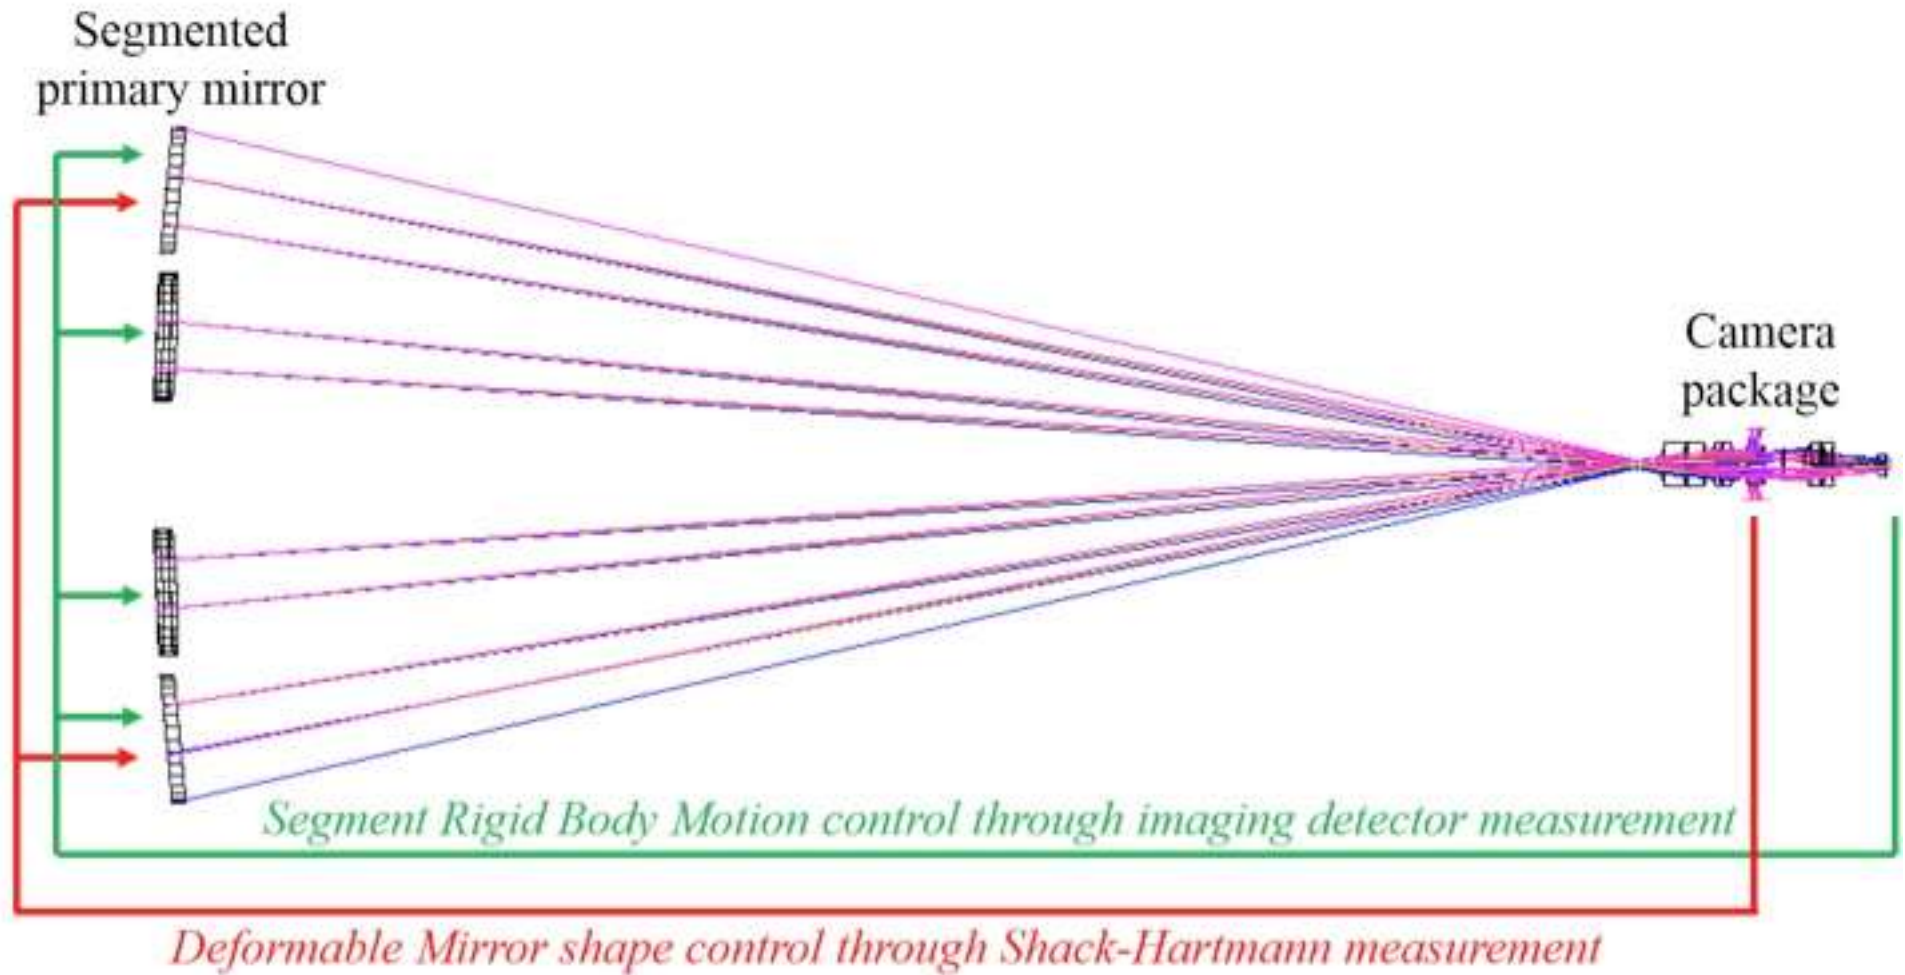 Segmented
primary mirror
Camera
package
Segment Rigid Body Motion control through imaging detector measurement
Deformable Mirror shape control through Shack-Hartmann measurement